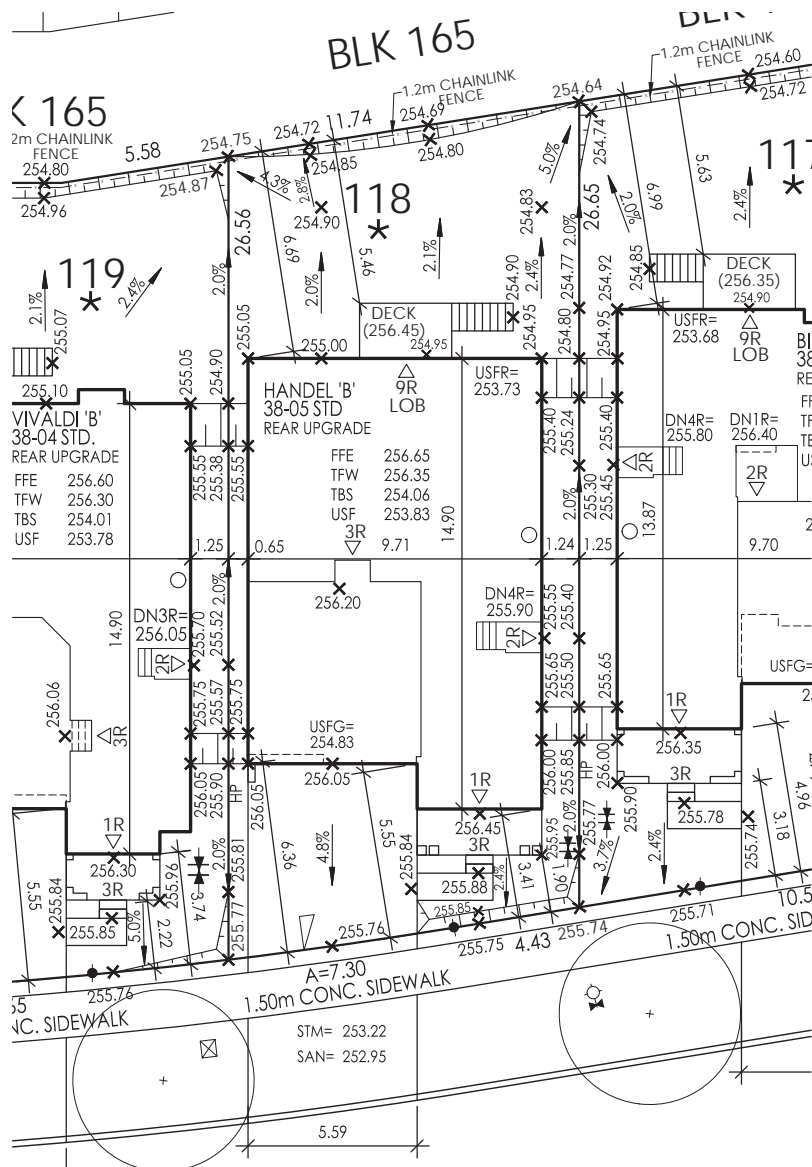 BLK 165
BLK 1
K 165
1.2m CHAINLINK
FENCE
1.2m CHAINLINK
FENCE
2m CHAINLINK
FENCE
254.60
254.72
254.64
254.74
254.69
254.80
11.74
254.72
254.85
254.75
254.87
5.58
254.80
254.96
118
117
119
4.3%
2.8%
254.90
26.56
6.69
5.46
2.1%
254.83
5.0%
2.0%
26.65
2.0%
6.69
5.63
2.4%
2.1%
2.4%
255.07
2.0%
2.0%
2.4%
254.90
254.95
254.77
254.80
254.92
254.95
254.85
DECK
(256.45)
254.95
DECK
(256.35)
254.90
255.10
255.05
254.90
255.05
255.00
9R
LOB
USFR=
253.73
USFR=
253.68
9R
LOB
VIVALDI 'B'
38-04 STD.
REAR UPGRADE
FFE 256.60
TFW 256.30
TBS 254.01
USF 253.78
HANDEL 'B'
38-05 STD
REAR UPGRADE
FFE 256.65
TFW 256.35
TBS 254.06
USF 253.83
BI
38
RE
FF
TF
TB
US
255.55
255.38
255.55
255.40
255.24
255.40
255.30
255.45
2.0%
DN4R=
255.80
DN1R=
256.40
2R
2R
3R
14.90
13.87
1.25
0.65
9.71
1.24
1.25
9.70
2.0%
256.20
14.90
DN3R=
256.05
2R
255.70
255.52
255.75
255.57
255.75
DN4R=
255.90
2R
255.55
255.40
255.65
255.50
255.65
USFG=
256.06
3R
USFG=
254.83
256.05
1R
256.35
3R
256.05
255.90
HP
256.05
256.00
255.85
HP
256.00
255.90
1R
256.45
3R
255.88
255.78
255.74
4.96
3.18
1R
256.30
3R
255.85
255.96
3.74
2.0%
255.81
255.77
6.36
4.8%
5.55
255.84
2.4%
3.41
255.95
2.0%
255.77
1.90
3.7%
2.4%
5.55
255.84
5.0%
2.22
255.76
255.85
255.75
4.43
255.74
255.71
10.5
255.76
A=7.30
1.50m CONC. SIDEWALK
1.50m CONC. SID
NC. SIDEWALK
STM= 253.22
SAN= 252.95
5.59